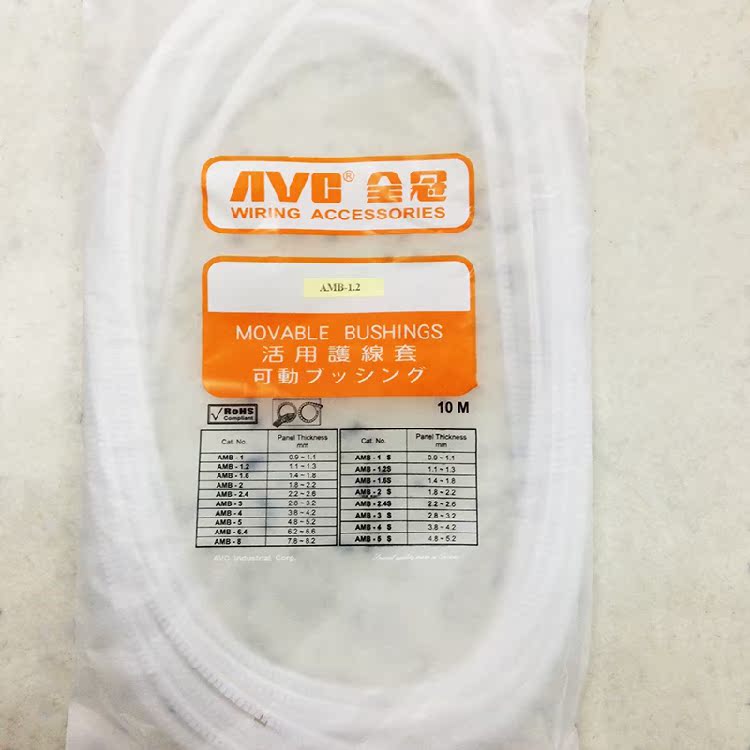 AVC® 金冠
WIRING ACCESSORIES
AMB-1.2
MOVABLE BUSHINGS
活用護線套
可動ブッシング
√RoHS
Compliant
10 M
Cat. No. Panel Thickness mm
AMB - 1 0.9 ~ 1.1
AMB - 1.2 1.1 ~ 1.3
AMB - 1.6 1.4 ~ 1.8
AMB - 2 1.8 ~ 2.2
AMB - 2.4 2.2 ~ 2.6
AMB - 3 2.8 ~ 3.2
AMB - 4 3.8 ~ 4.2
AMB - 5 4.8 ~ 5.2
AMB - 6.4 6.2 ~ 6.6
AMB - 8 7.8 ~ 8.2
Cat. No. Panel Thickness mm
AMB - 1 S 0.9 ~ 1.1
AMB - 1.2S 1.1 ~ 1.3
AMB - 1.6S 1.4 ~ 1.8
AMB - 2 S 1.8 ~ 2.2
AMB - 2.4S 2.2 ~ 2.6
AMB - 3 S 2.8 ~ 3.2
AMB - 4 S 3.8 ~ 4.2
AMB - 5 S 4.8 ~ 5.2
AVC Industrial Corp.